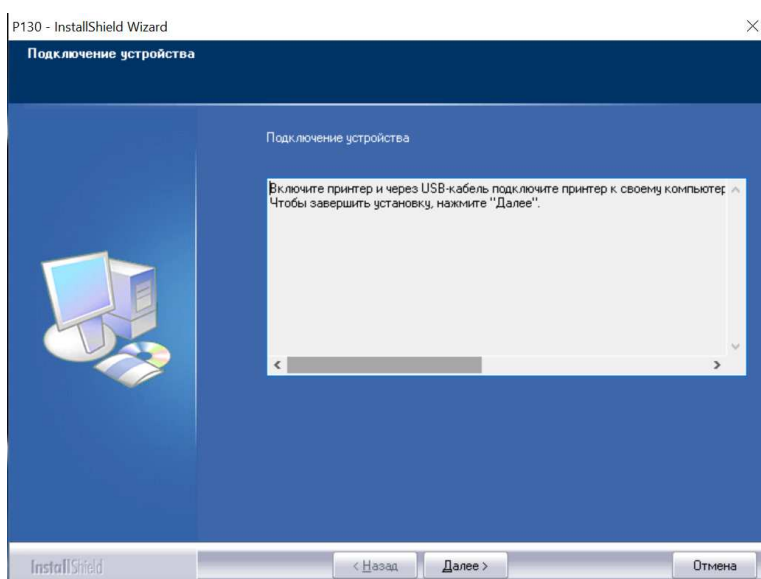 P130 - InstallShield Wizard
Подключение устройства
Подключение устройства
Включите принтер и через USB-кабель подключите принтер к своему компьютер
Чтобы завершить установку, нажмите "Далее".
InstallShield
< Назад
Далее >
Отмена